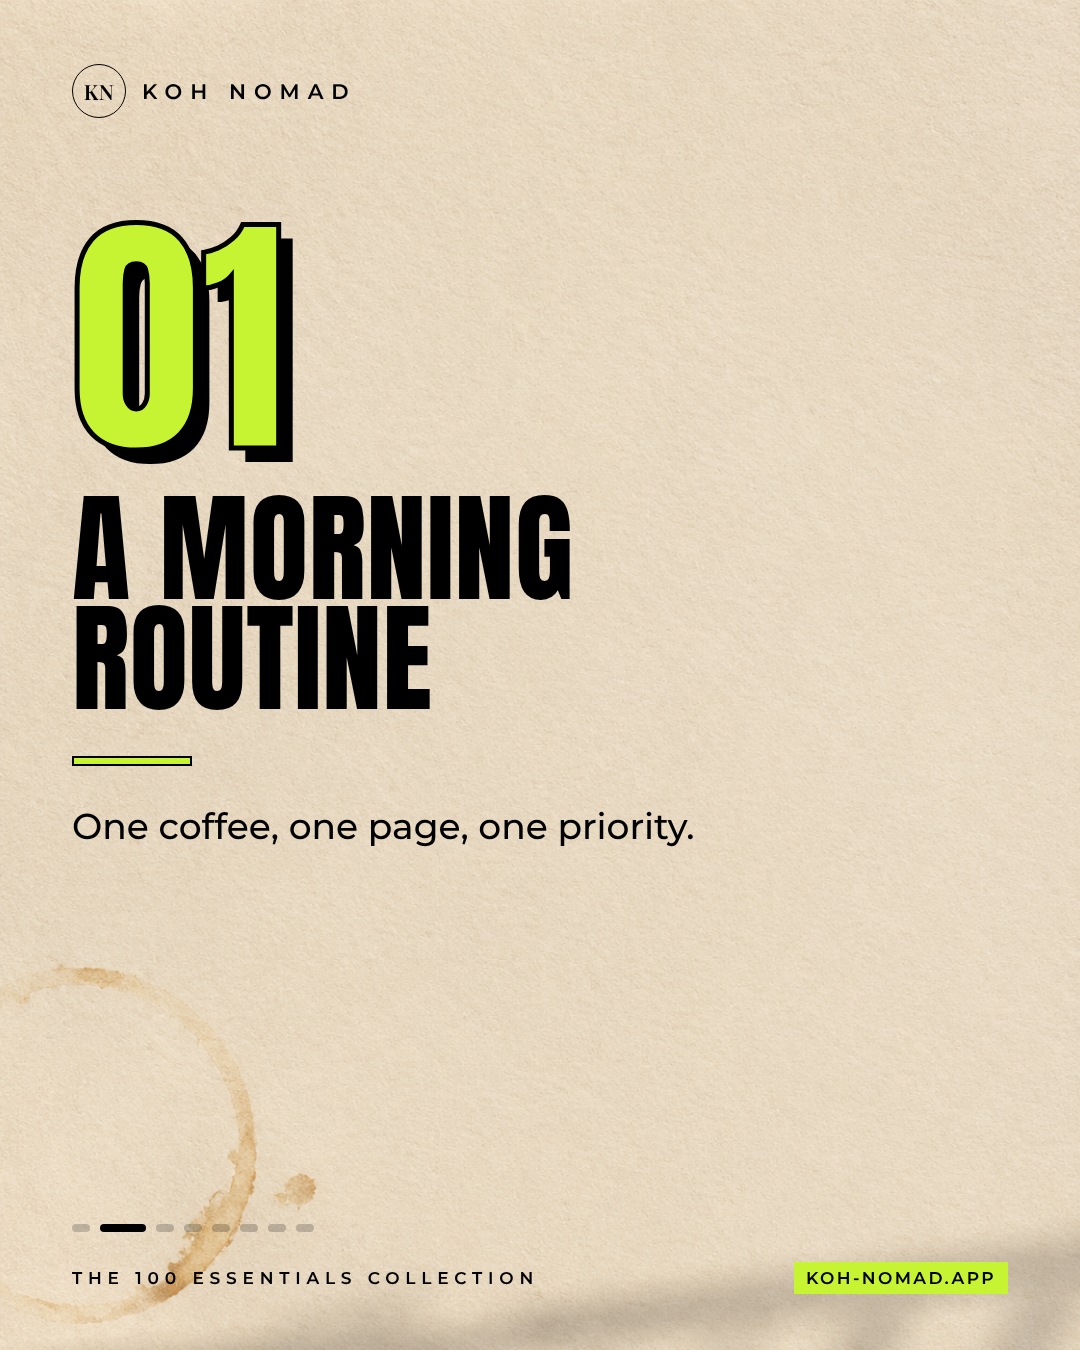 KN KOH NOMAD
01
A MORNING
ROUTINE
One coffee, one page, one priority.
THE 100 ESSENTIALS COLLECTION
KOH-NOMAD.APP